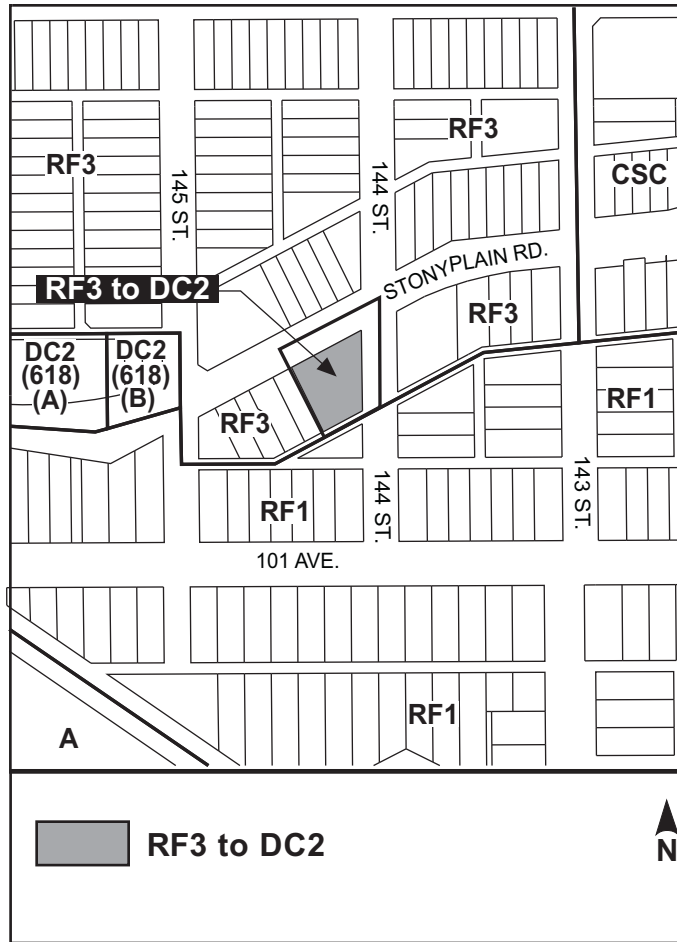 RF3
RF3
CSC
145 ST.
144 ST.
STONYPLAIN RD.
RF3 to DC2
RF3
DC2
(618)
(A)
DC2
(618)
(B)
RF3
RF1
RF1
144 ST.
143 ST.
101 AVE.
RF1
A
RF3 to DC2
N